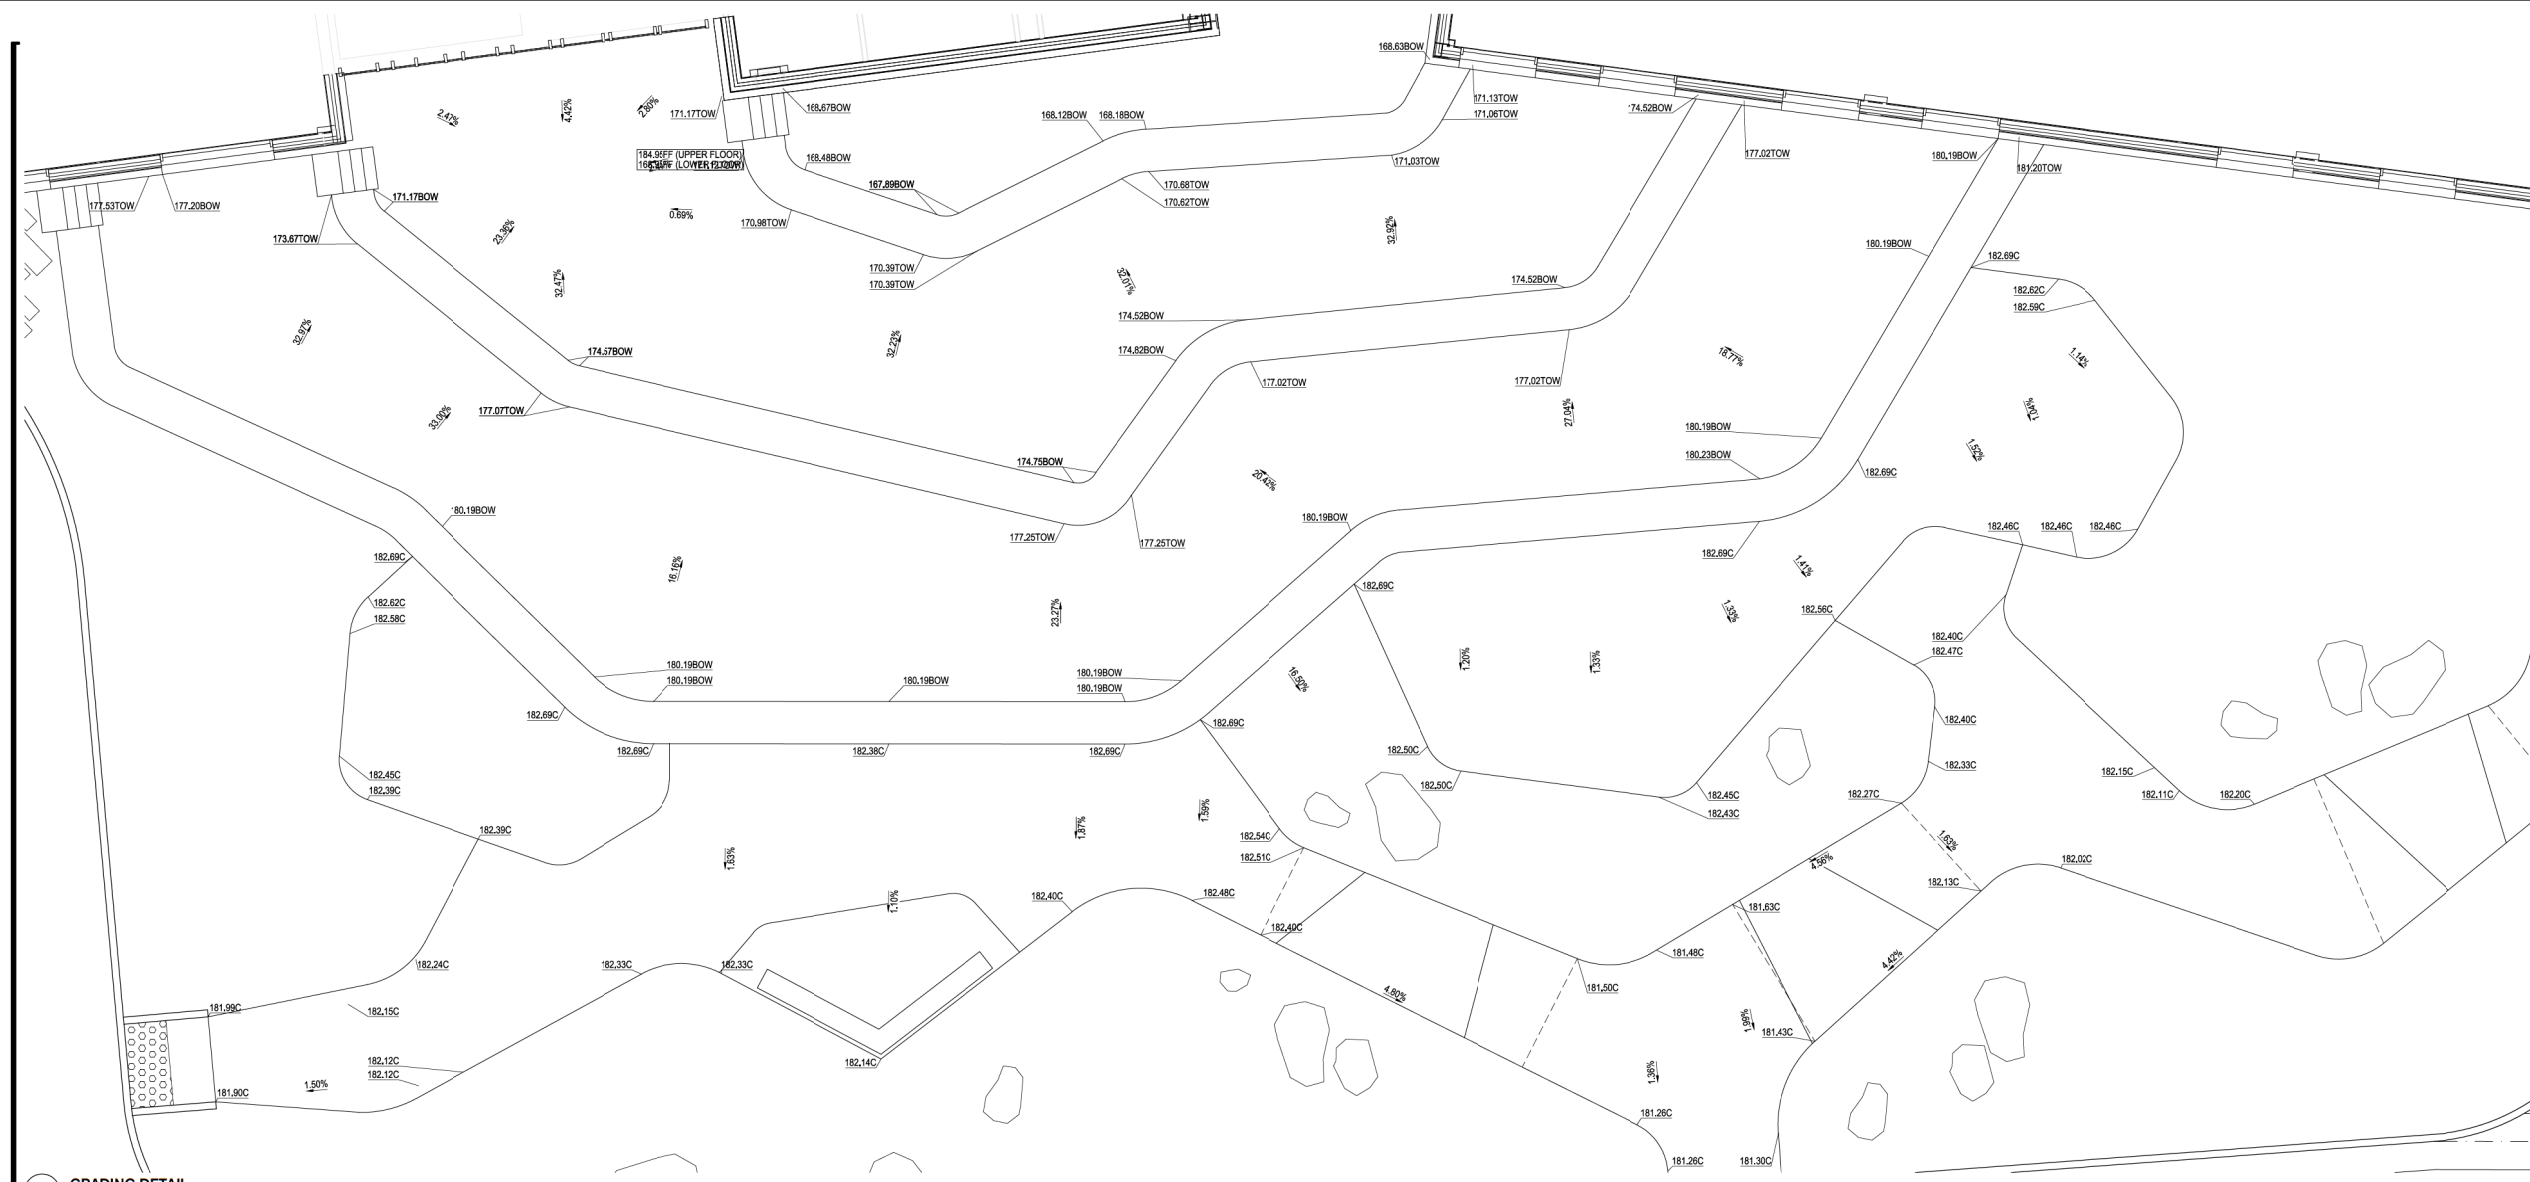 168.63BOW
2.47%
4.42%
2.80%
171.17TOW
168.67BOW
168.12BOW
168.18BOW
171.13TOW
171.06TOW
174.52BOW
177.02TOW
180.19BOW
181.20TOW
184.95FF (UPPER FLOOR)
(LOWER FLOOR)
168.48BOW
171.03TOW
177.53TOW
177.20BOW
171.17BOW
167.89BOW
170.68TOW
170.62TOW
173.67TOW
23.36%
0.69%
170.98TOW
32.92%
180.19BOW
182.69C
32.47%
170.39TOW
170.39TOW
32.01%
174.52BOW
182.62C
182.59C
32.97%
174.52BOW
32.23%
174.82BOW
18.77%
1.14%
174.57BOW
177.02TOW
177.02TOW
33.00%
177.07TOW
27.04%
1.04%
180.19BOW
180.23BOW
1.52%
174.75BOW
20.42%
182.69C
180.19BOW
180.19BOW
177.25TOW
177.25TOW
182.46C
182.46C
182.46C
182.69C
16.16%
182.69C
1.41%
182.62C
182.58C
23.27%
182.69C
1.33%
182.56C
182.40C
182.47C
180.19BOW
180.19BOW
180.19BOW
180.19BOW
180.19BOW
16.50%
1.20%
1.33%
182.69C
182.69C
182.69C
182.38C
182.69C
182.50C
182.50C
182.40C
182.33C
182.15C
182.11C
182.20C
182.45C
182.39C
182.45C
182.43C
182.27C
182.39C
1.63%
1.87%
1.59%
182.54C
182.51C
1.63%
4.56%
182.02C
182.13C
1.10%
182.40C
182.48C
182.40C
181.63C
181.48C
182.24C
182.33C
182.33C
4.42%
181.50C
4.80%
181.99C
182.15C
1.99%
181.43C
182.12C
182.12C
182.14C
1.36%
181.90C
1.50%
181.26C
181.26C
181.30C
GRADING DETAIL